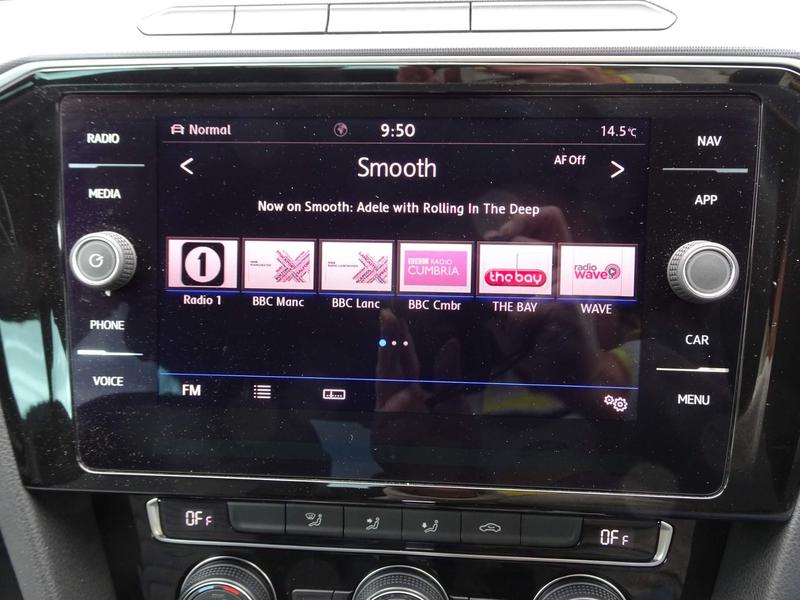 RADIO
MEDIA
PHONE
VOICE
Normal
9:50
14.5°C
Smooth
AF Off
Now on Smooth: Adele with Rolling In The Deep
1
BBC RADIO CUMBRIA
thebay
radio wave
Radio 1
BBC Manc
BBC Lanc
BBC Cmbr
THE BAY
WAVE
FM
NAV
APP
CAR
MENU
OFF
OFF